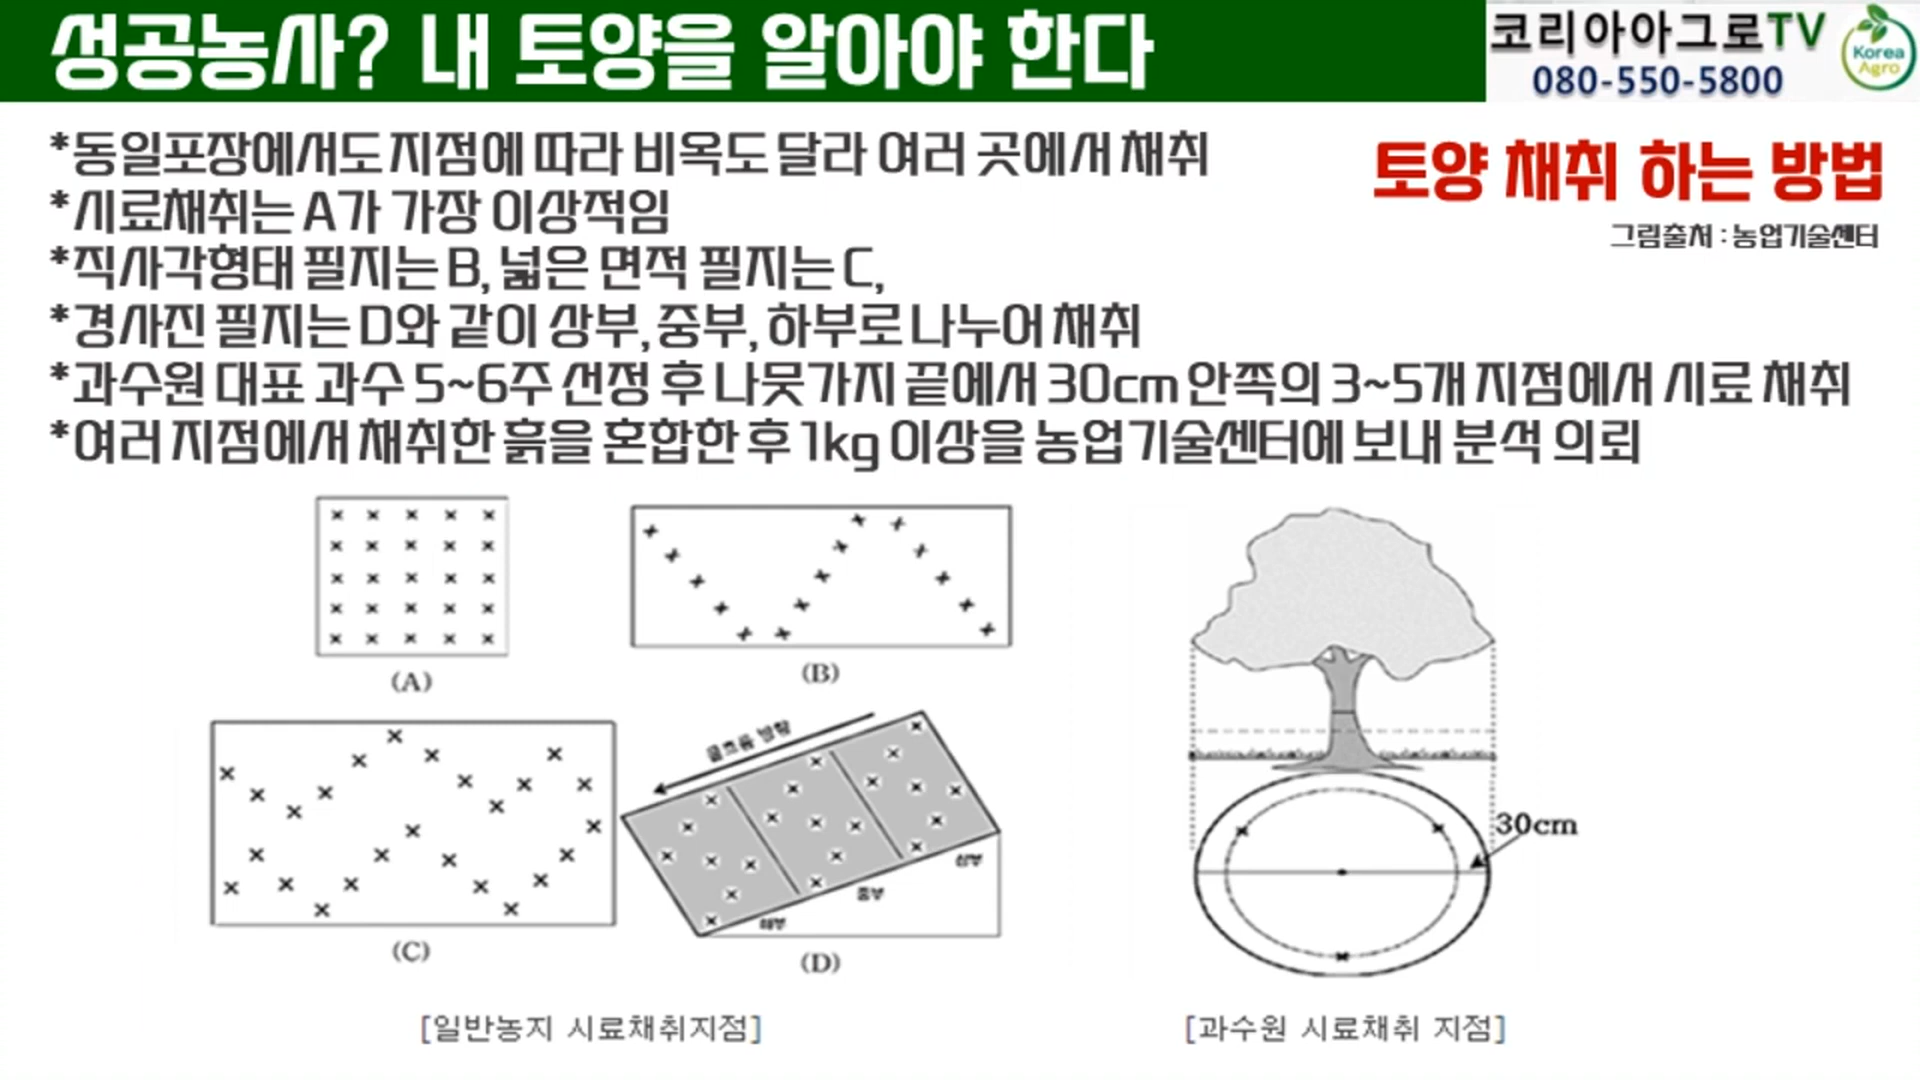 성공농사? 내 토양을 알아야 한다
코리아아그로TV
080-550-5800
Korea
Agro
토양 채취 하는 방법
그림출처 : 농업기술센터
*동일포장에서도 지점에 따라 비옥도 달라 여러 곳에서 채취
*시료채취는 A가 가장 이상적임
*직사각형태 필지는 B, 넓은 면적 필지는 C,
*경사진 필지는 D와 같이 상부, 중부, 하부로 나누어 채취
*과수원 대표 과수 5~6주 선정 후 나뭇가지 끝에서 30cm 안쪽의 3~5개 지점에서 시료 채취
*여러 지점에서 채취한 흙을 혼합한 후 1kg 이상을 농업기술센터에 보내 분석 의뢰
(A)
(B)
(C)
상부
중부
하부
(D)
30cm
[일반농지 시료채취지점]
[과수원 시료채취 지점]